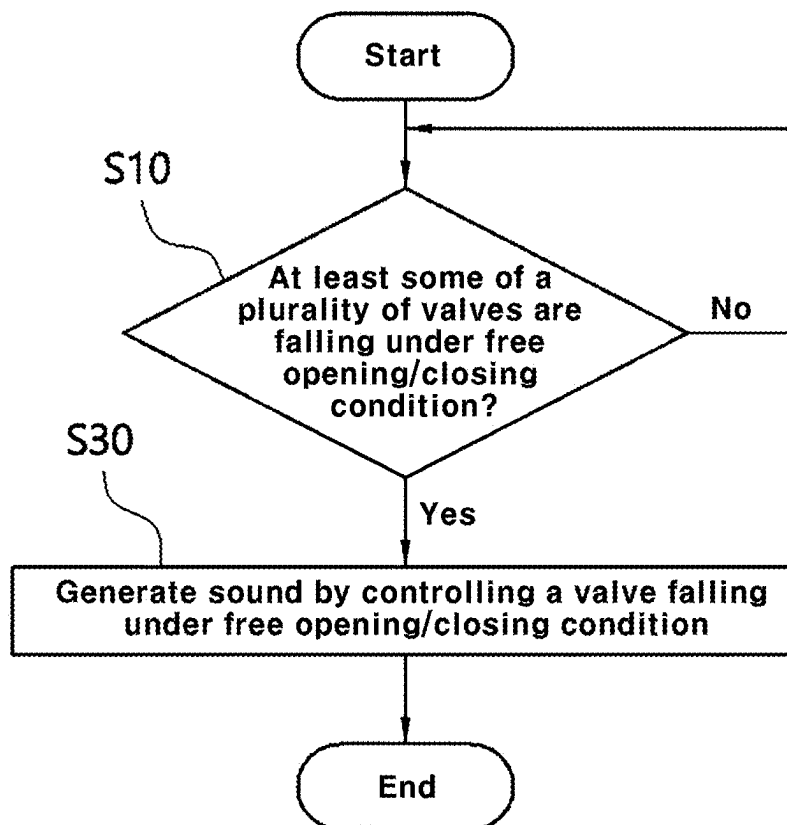 Start
S10
At least some of a
plurality of valves are
falling under free
opening/closing
condition?
No
S30
Yes
Generate sound by controlling a valve falling
under free opening/closing condition
End